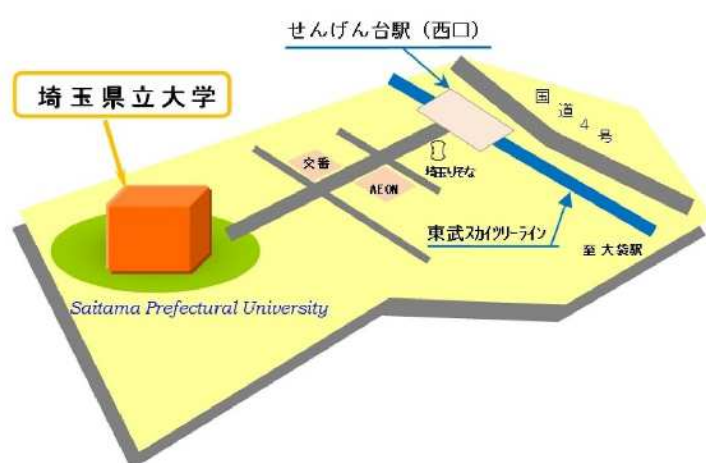 せんげん台駅（西口）
埼玉県立大学
国道4号
交番
埼玉りそな
AEON
東武スカイツリーライン
至 大袋駅
Saitama Prefectural University